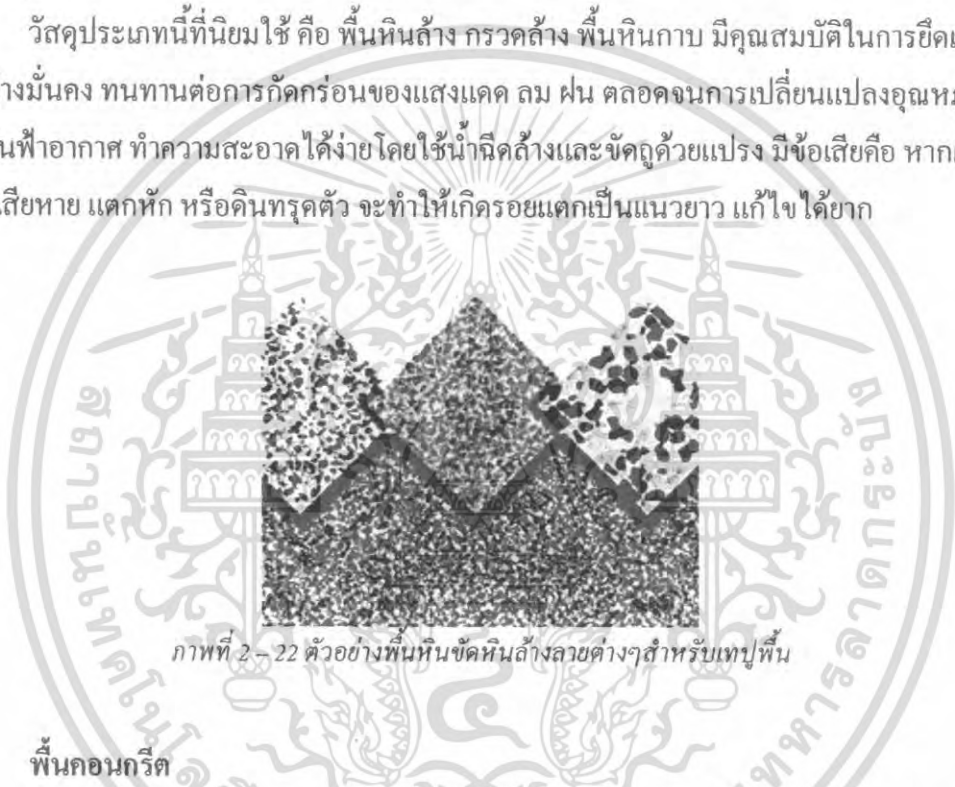 วัสดุประเภทนี้ที่นิยมใช้ คือ พื้นหินล้าง กรวดล้าง พื้นหินกาบ มีคุณสมบัติในการยึด
างมั่นคง ทนทานต่อการกัดกร่อนของแสงแดด ลม ฝน ตลอดจนการเปลี่ยนแปลงอุณห
นฟ้าอากาศ ทำความสะอาดได้ง่ายโดยใช้น้ำฉีดล้างและขัดถูด้วยแปรง มีข้อเสียคือ หาก
เสียหาย แตกหัก หรือดินทรุดตัว จะทำให้เกิดรอยแตกเป็นแนวยาว แก้ไขได้ยาก
ภาพที่ 2 – 22 ตัวอย่างพื้นหินขัดหินล้างลายต่างๆสำหรับเทปูพื้น
พื้นคอนกรีต